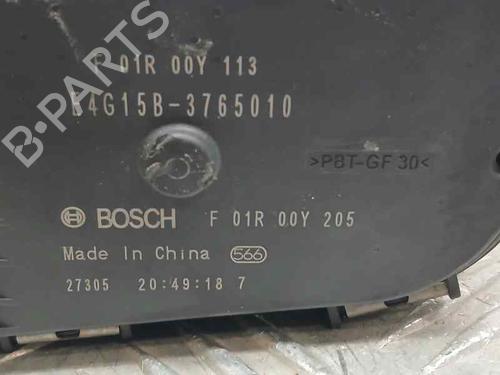 F 01R 00Y 113
E4G15B-3765010
>PBT-GF 30<
BOSCH F 01R 00Y 205
Made In China 566
27305 20:49:18 7
B-PARTS